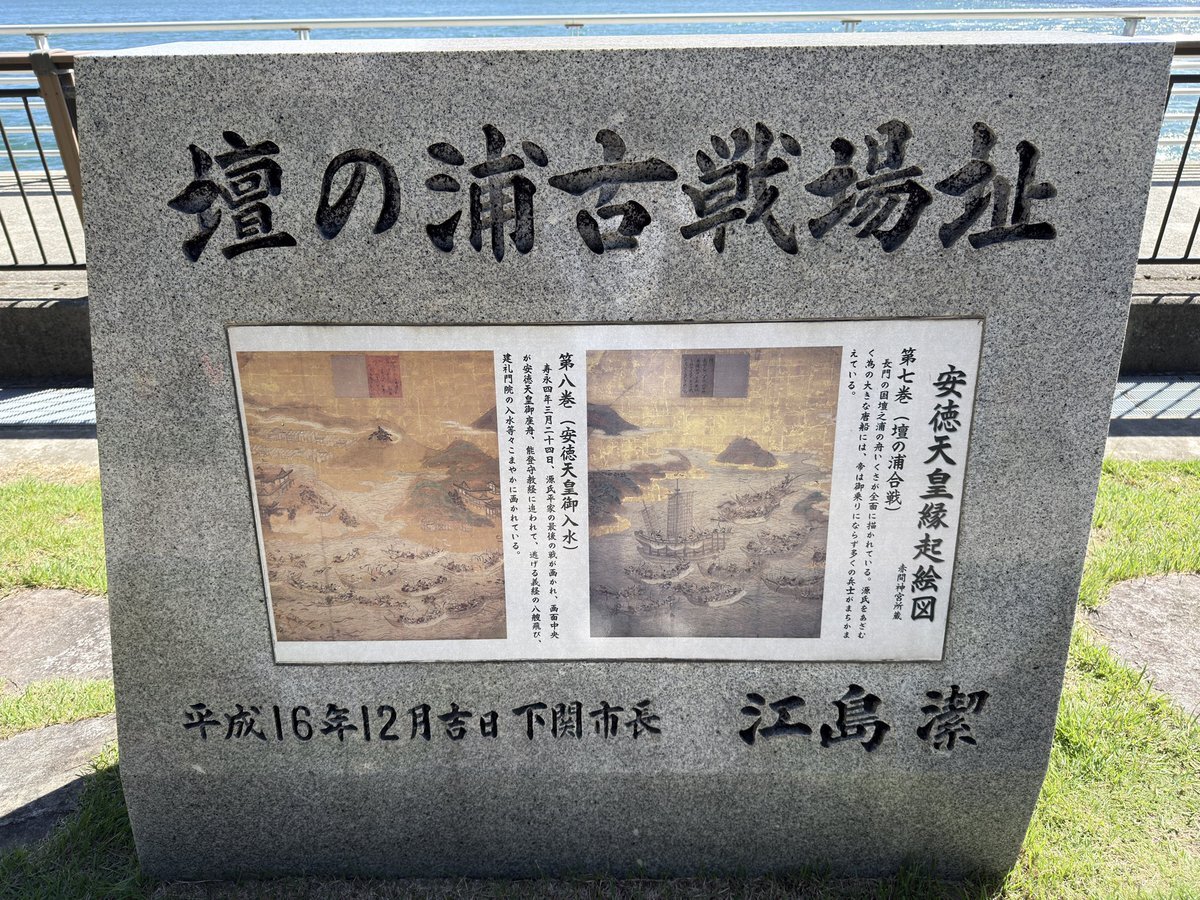 壇の浦古戦場址
安徳天皇縁起絵図
赤間神宮所蔵
第七巻（壇の浦合戦）
長門の国壇之浦の舟いくさが全面に描かれている。源氏をあざむ
く為の大きな唐船には、帝は御乗りにならず多くの兵士がまちかま
えている。
第八巻（安徳天皇御入水）
寿永四年三月二十四日、源氏平家の最後の戦が画かれ、画面中央
が安徳天皇御座舟、能登守教経に追われて、逃げる義経の八艘飛び、
建礼門院の入水等々こまやかに画かれている。
平成16年12月吉日 下関市長 江島 潔